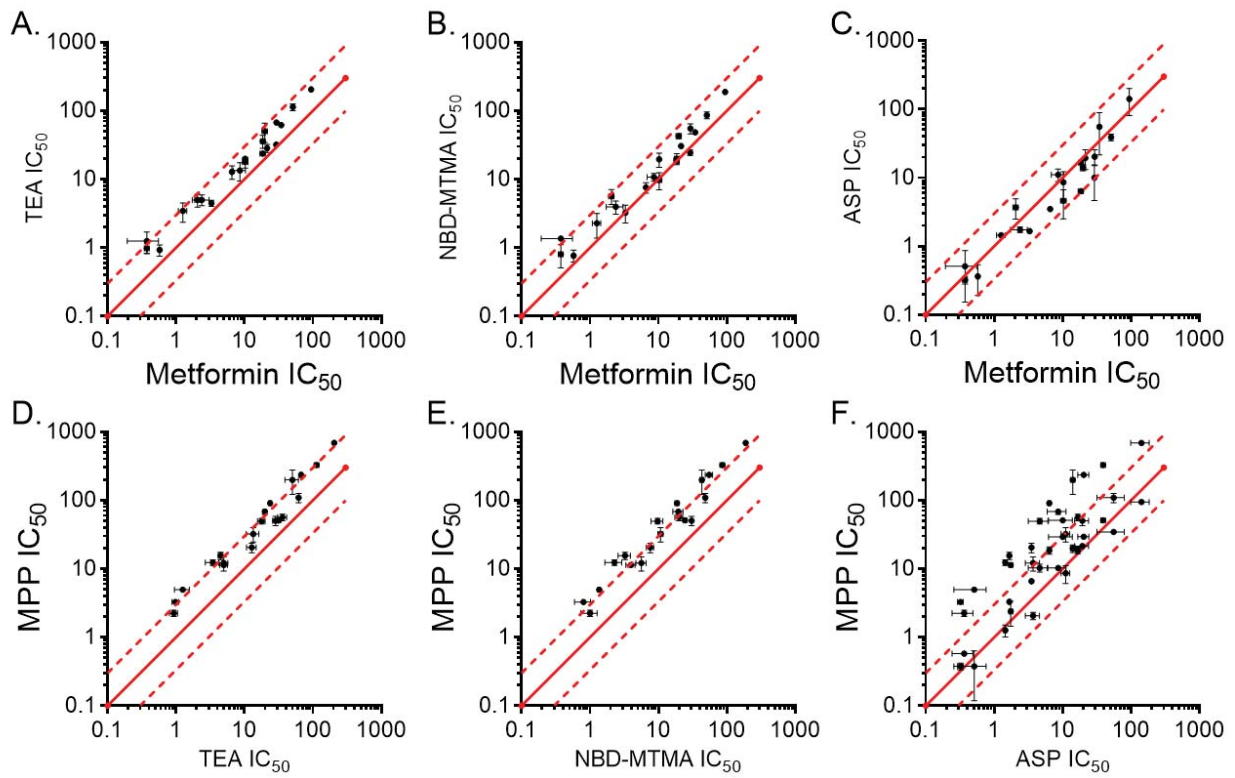 A. B. C.
1000 1000 1000
100 100 100
10 10 10
1 1 1
0.1 0.1 0.1
TEA IC50 NBD-MTMA IC50 ASP IC50
0.1 1 10 100 1000 0.1 1 10 100 1000 0.1 1 10 100 1000
Metformin IC50 Metformin IC50 Metformin IC50
D. E. F.
1000 1000 1000
100 100 100
10 10 10
1 1 1
0.1 0.1 0.1
MPP IC50 MPP IC50 MPP IC50
0.1 1 10 100 1000 0.1 1 10 100 1000 0.1 1 10 100 1000
TEA IC50 NBD-MTMA IC50 ASP IC50